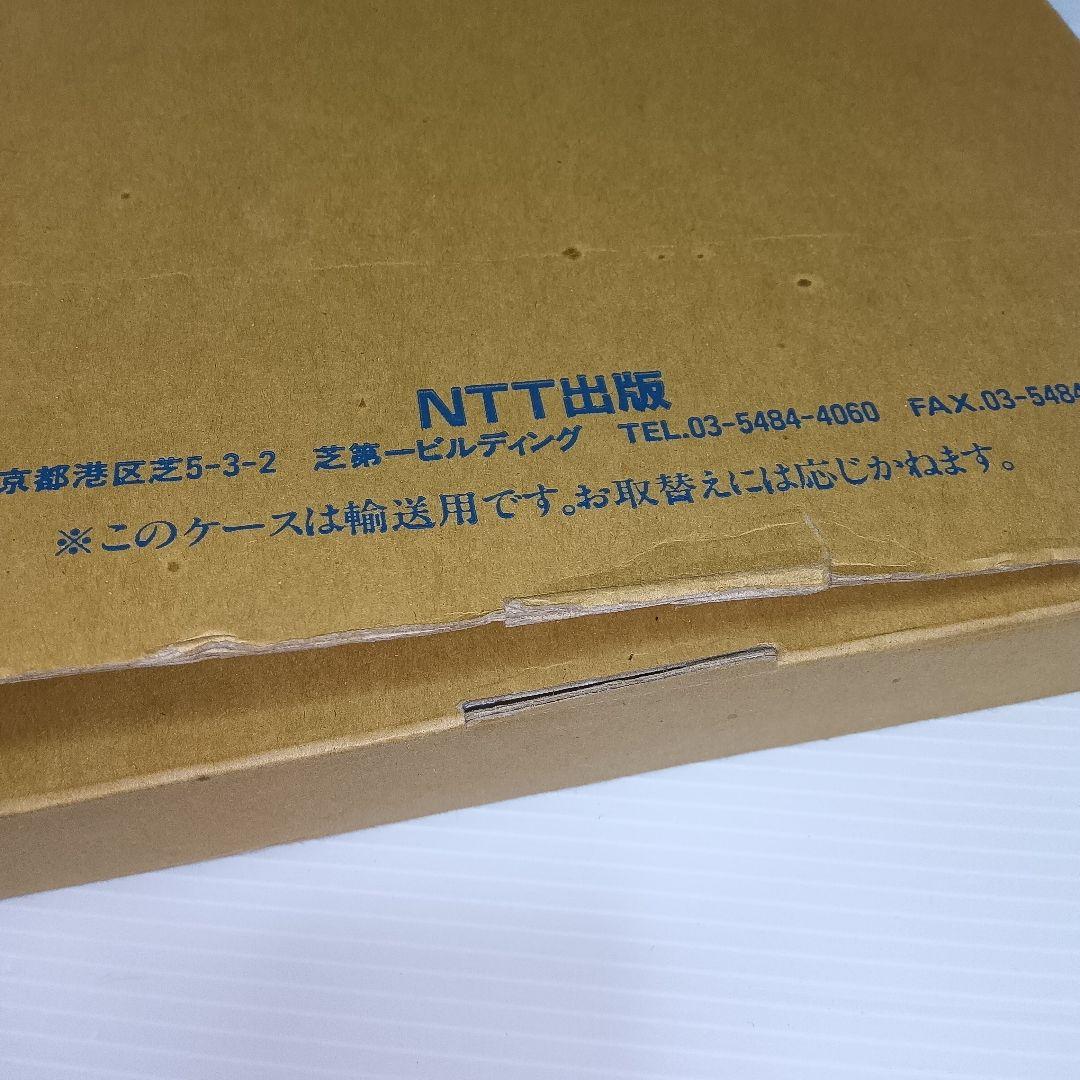 NTT出版
京都港区芝5-3-2 芝第一ビルディング TEL.03-5484-4060 FAX.03-5484
※このケースは輸送用です。お取替えには応じかねます。